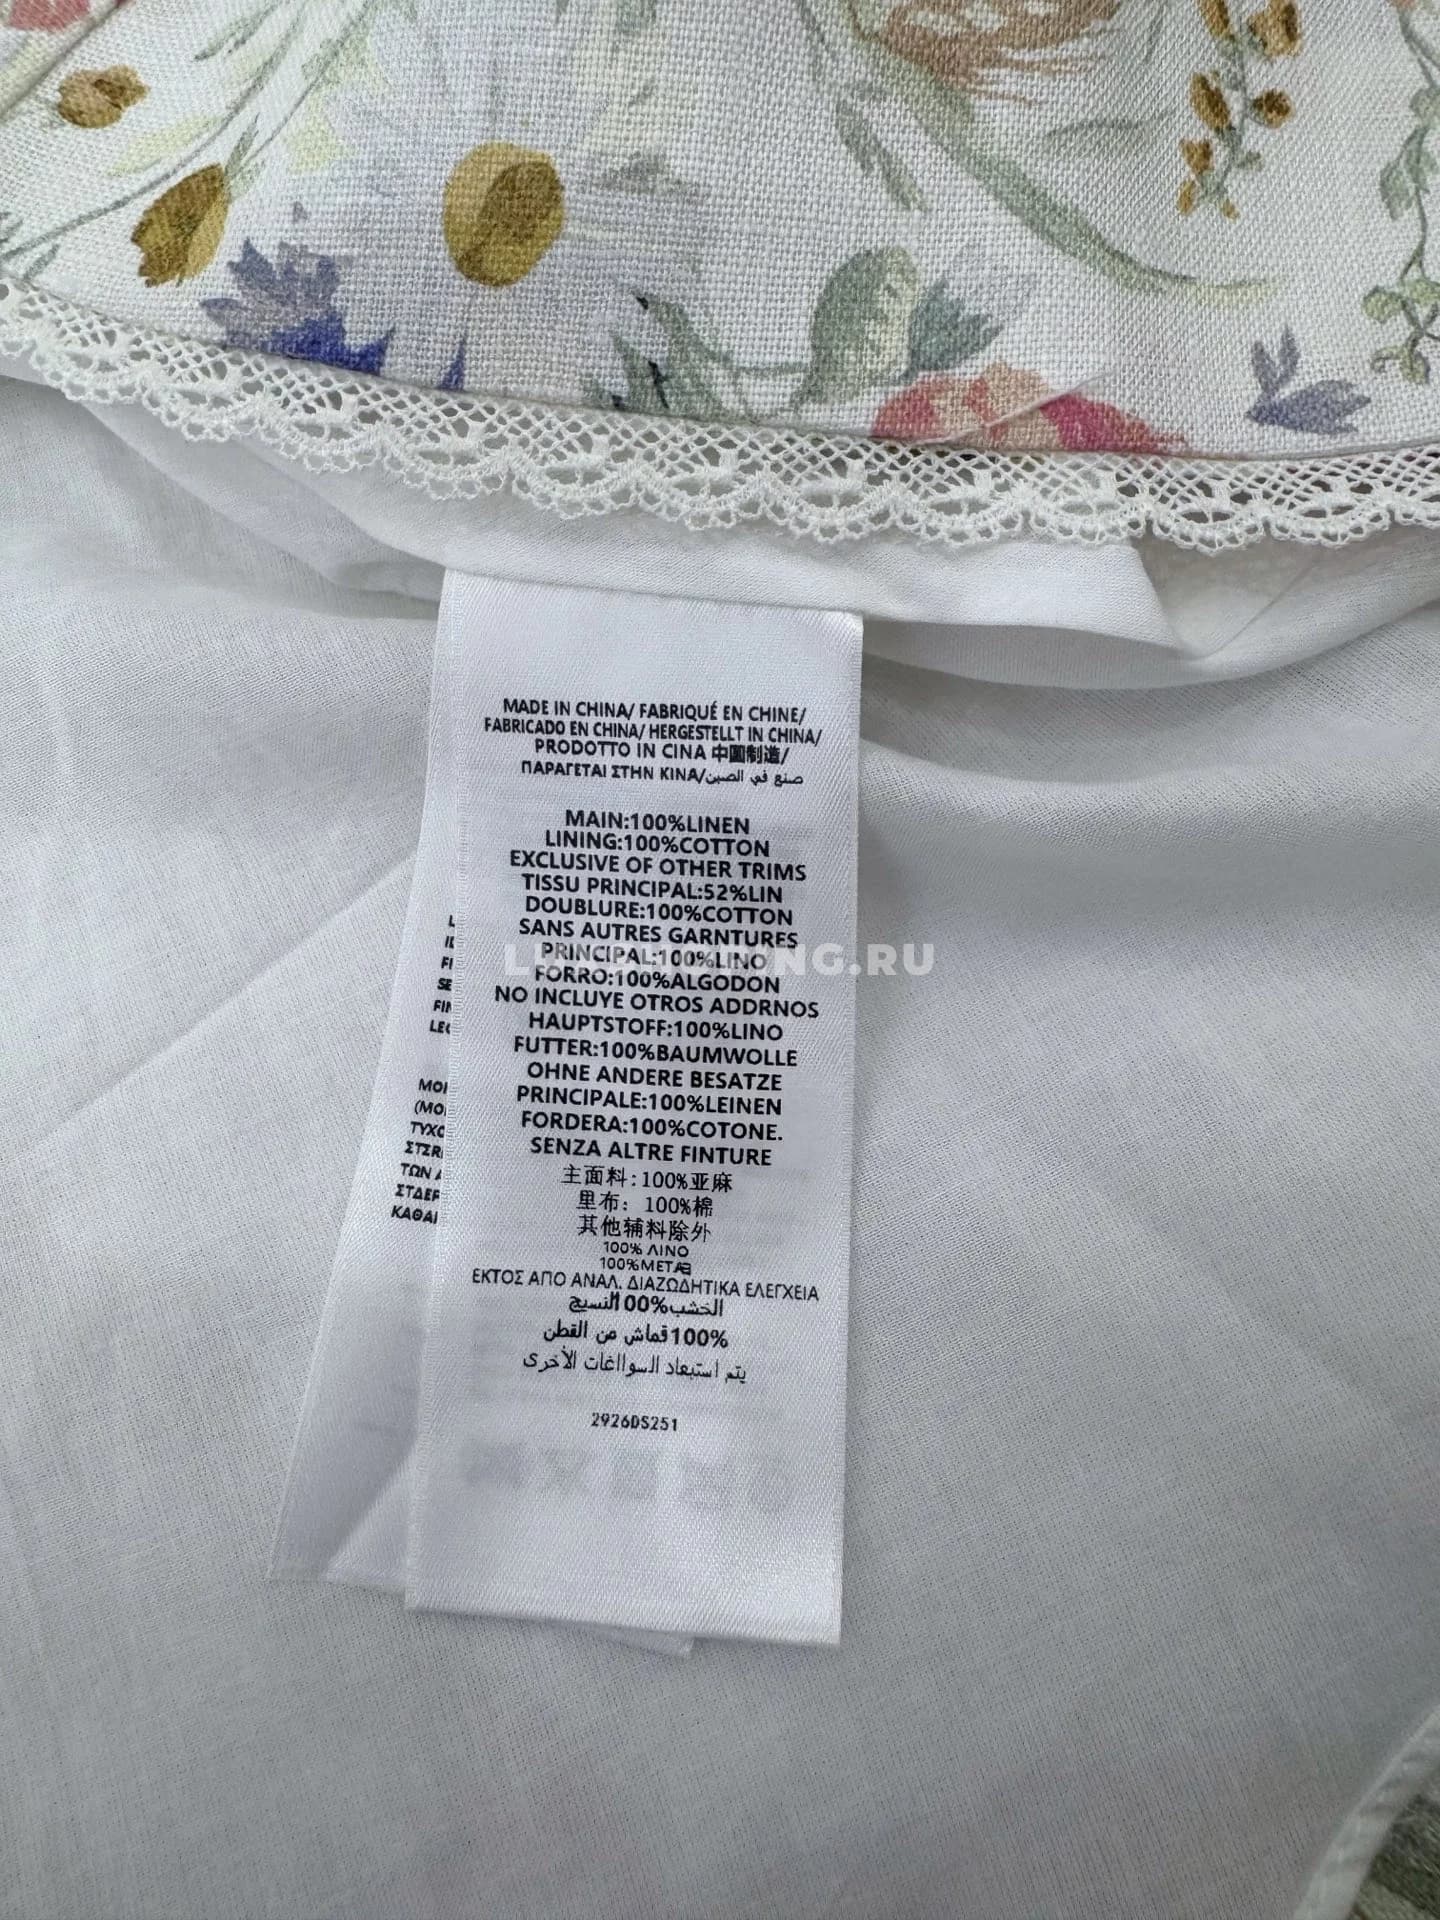 MADE IN CHINA/ FABRIQUÉ EN CHINE/
FABRICADO EN CHINA/ HERGESTELLT IN CHINA/
PRODOTTO IN CINA 中国制造/
ΠΑΡΑΓΕΤΑΙ ΣΤΗΝ ΚΙΝΑ/صنع في الصين
MAIN:100%LINEN
LINING:100%COTTON
EXCLUSIVE OF OTHER TRIMS
TISSU PRINCIPAL:52%LIN
DOUBLURE:100%COTTON
SANS AUTRES GARNTURES
PRINCIPAL:100%LINO
FORRO:100%ALGODON
NO INCLUYE OTROS ADDRNOS
HAUPTSTOFF:100%LINO
FUTTER:100%BAUMWOLLE
OHNE ANDERE BESATZE
PRINCIPALE:100%LEINEN
FORDERA:100%COTONE.
SENZA ALTRE FINTURE
主面料:100%亚麻
里布: 100%棉
其他辅料除外
100% ΛΙΝΟ
ΕΚΤΟΣ ΑΠΟ ΑΝΑΛ. ΔΙΑΖΩΔΗΤΙΚΑ ΕΛΕΓΧΕΙΑ
100%قماش من القطن
يتم استبعاد السوالغات الأخرى
2926DS251